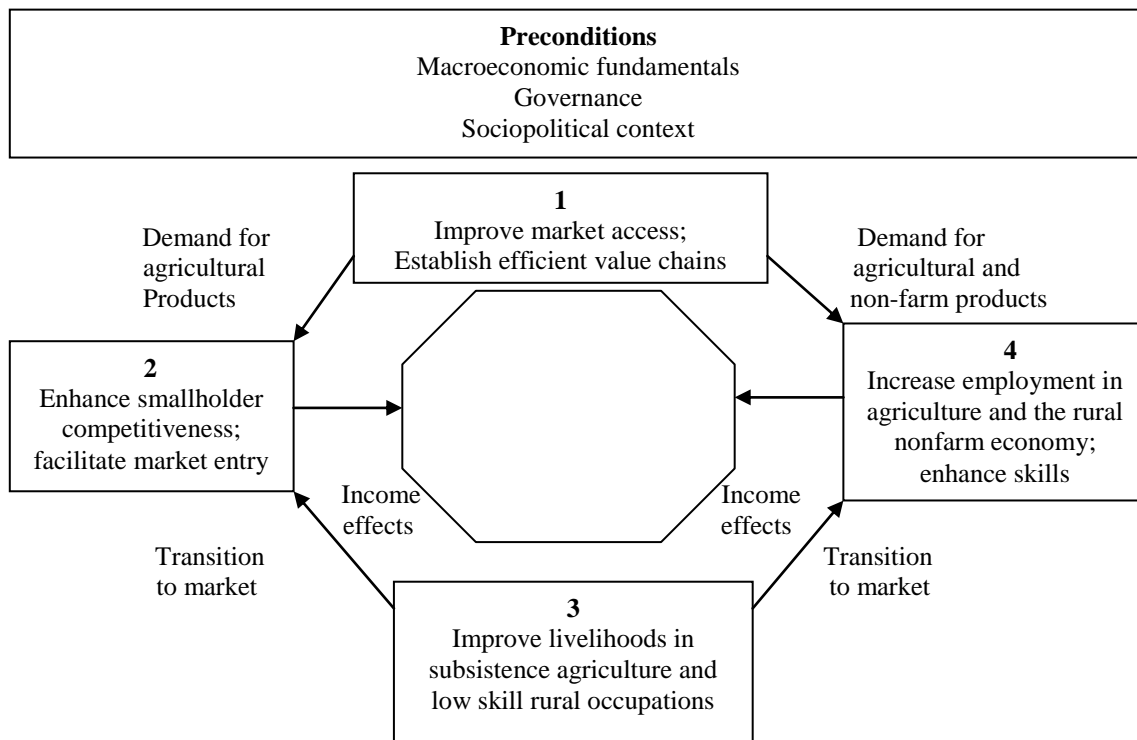 Preconditions
Macroeconomic fundamentals
Governance
Sociopolitical context
1
Improve market access;
Establish efficient value chains
Demand for
agricultural
Products
Demand for
agricultural and
non-farm products
2
Enhance smallholder
competitiveness;
facilitate market entry
4
Increase employment in
agriculture and the rural
nonfarm economy;
enhance skills
Income
effects
Income
effects
Transition
to market
Transition
to market
3
Improve livelihoods in
subsistence agriculture and
low skill rural occupations